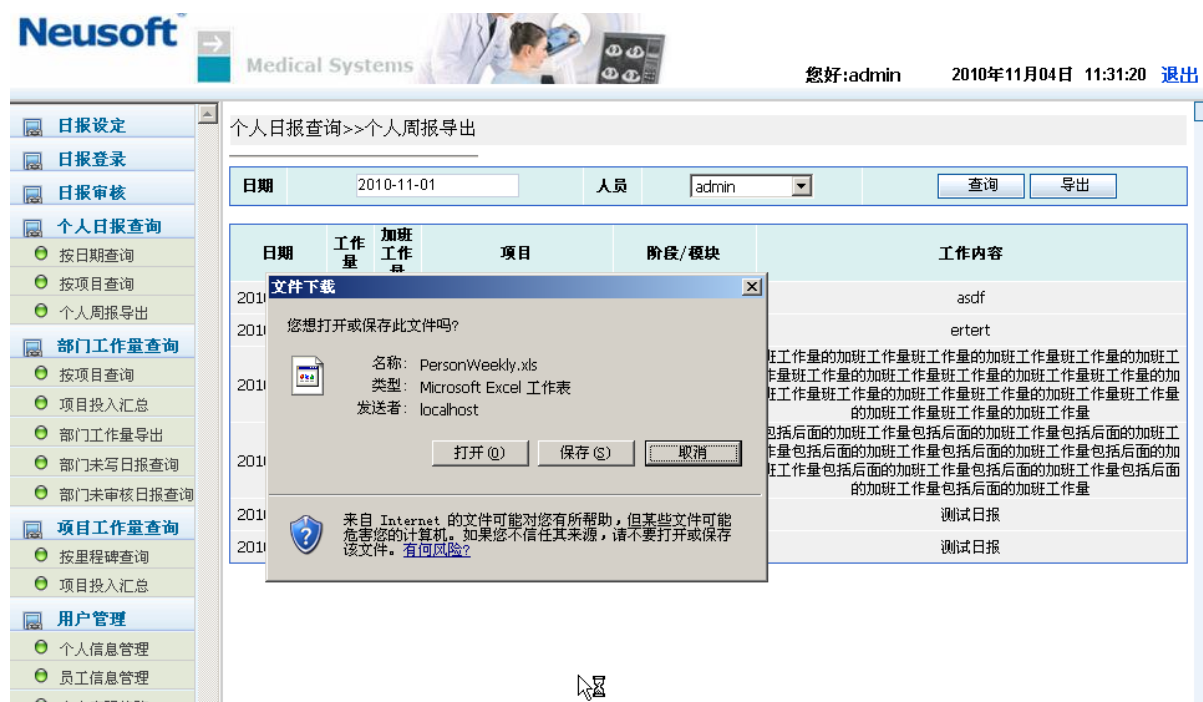 Neusoft
Medical Systems
您好:admin 2010年11月04日 11:31:20 退出
日报设定
日报登录
日报审核
个人日报查询
按日期查询
按项目查询
个人周报导出
部门工作量查询
按项目查询
项目投入汇总
部门工作量导出
部门未写日报查询
部门未审核日报查询
项目工作量查询
按里程碑查询
项目投入汇总
用户管理
个人信息管理
员工信息管理
个人日报查询>>个人周报导出
日期 2010-11-01 人员 admin 查询 导出
日期 工作量 加班工作量 项目 阶段/模块 工作内容
asdf
ertert
班工作量的加班工作量班工作量的加班工作量班工作量的加班工
作量班工作量的加班工作量班工作量的加班工作量班工作量的加
班工作量班工作量的加班工作量班工作量的加班工作量班工作量
的加班工作量班工作量的加班工作量
包括后面的加班工作量包括后面的加班工作量包括后面的加班工
作量包括后面的加班工作量包括后面的加班工作量包括后面的加
班工作量包括后面的加班工作量包括后面的加班工作量包括后面
的加班工作量包括后面的加班工作量
测试日报
测试日报
文件下载
您想打开或保存此文件吗?
名称: PersonWeekly.xls
类型: Microsoft Excel 工作表
发送者: localhost
打开(O) 保存(S) 取消
来自 Internet 的文件可能对您有所帮助，但某些文件可能
危害您的计算机。如果您不信任其来源，请不要打开或保存
该文件。有何风险?